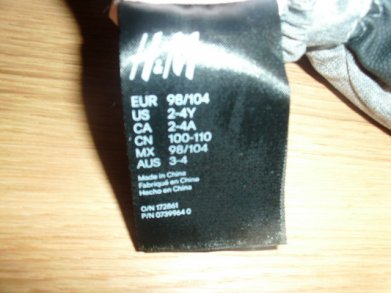 H&M
EUR 98/104
US 2-4Y
CA 2-4A
CN 100-110
MX 98/104
AUS 3-4
Made in China
Fabriqué en China
Hecho en China
O/N 172861
P/N 0739964 0